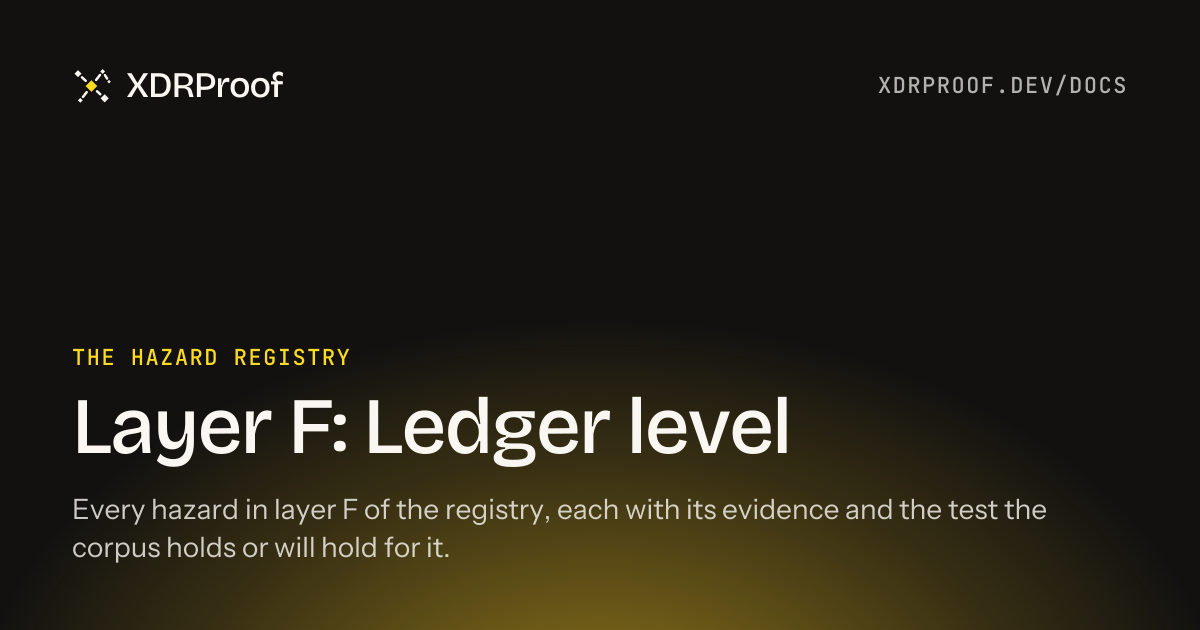 XDRProof
XDRPROOF.DEV/DOCS
THE HAZARD REGISTRY
Layer F: Ledger level
Every hazard in layer F of the registry, each with its evidence and the test the
corpus holds or will hold for it.